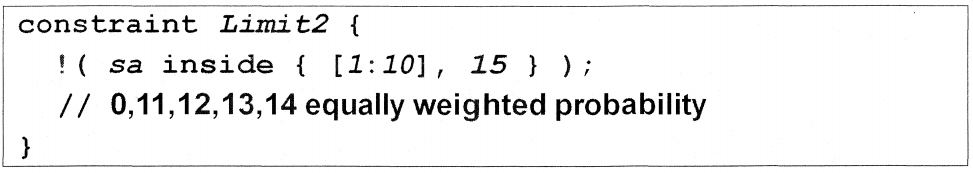 constraint Limit2 {
! ( sa inside { [1:10], 15 } ) ;
// 0,11,12,13,14 equally weighted probability
}